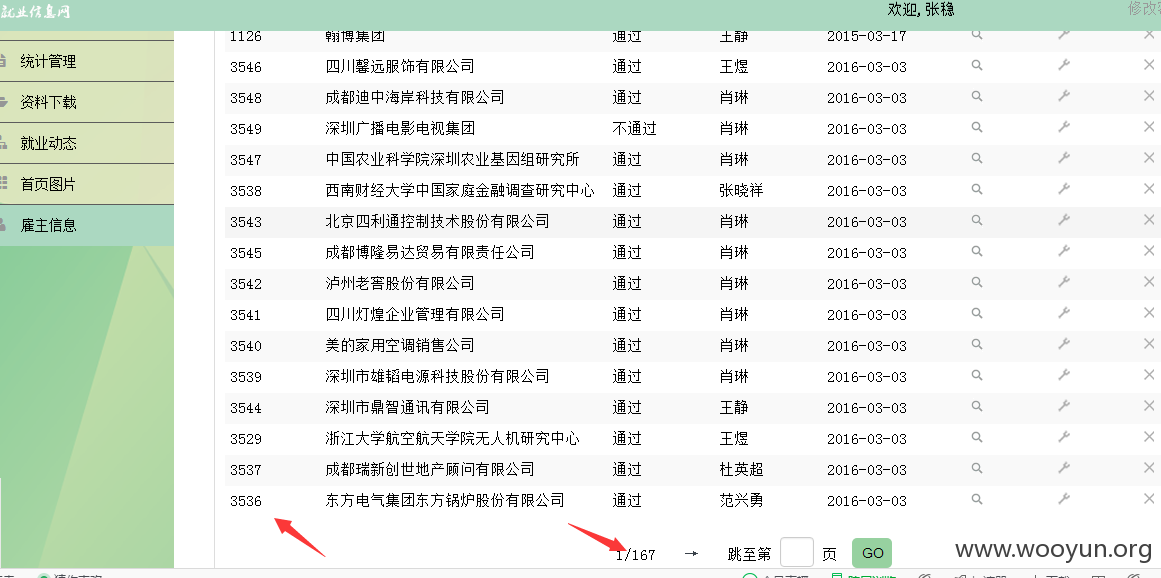 就业信息网
欢迎, 张稳
修改
统计管理
资料下载
就业动态
首页图片
雇主信息
1126 翰博集团 通过 王静 2015-03-17
3546 四川馨远服饰有限公司 通过 王煜 2016-03-03
3548 成都迪中海岸科技有限公司 通过 肖琳 2016-03-03
3549 深圳广播电影电视集团 不通过 肖琳 2016-03-03
3547 中国农业科学院深圳农业基因组研究所 通过 肖琳 2016-03-03
3538 西南财经大学中国家庭金融调查研究中心 通过 张晓祥 2016-03-03
3543 北京四利通控制技术股份有限公司 通过 肖琳 2016-03-03
3545 成都博隆易达贸易有限责任公司 通过 肖琳 2016-03-03
3542 泸州老窖股份有限公司 通过 肖琳 2016-03-03
3541 四川灯煌企业管理有限公司 通过 肖琳 2016-03-03
3540 美的家用空调销售公司 通过 肖琳 2016-03-03
3539 深圳市雄韬电源科技股份有限公司 通过 肖琳 2016-03-03
3544 深圳市鼎智通讯有限公司 通过 王静 2016-03-03
3529 浙江大学航空航天学院无人机研究中心 通过 王煜 2016-03-03
3537 成都瑞新创世地产顾问有限公司 通过 杜英超 2016-03-03
3536 东方电气集团东方锅炉股份有限公司 通过 范兴勇 2016-03-03
1/167 → 跳至第 页 GO
www.wooyun.org